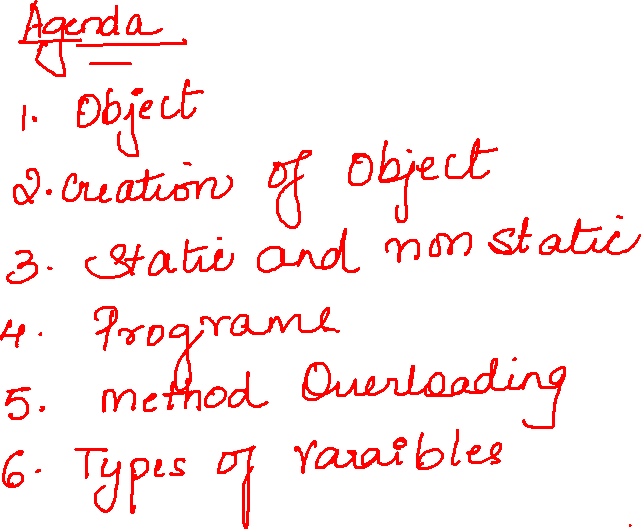 Agenda
1. Object
2. Creation of Object
3. Static and non static
4. Programs
5. method Overloading
6. Types of Varaibles